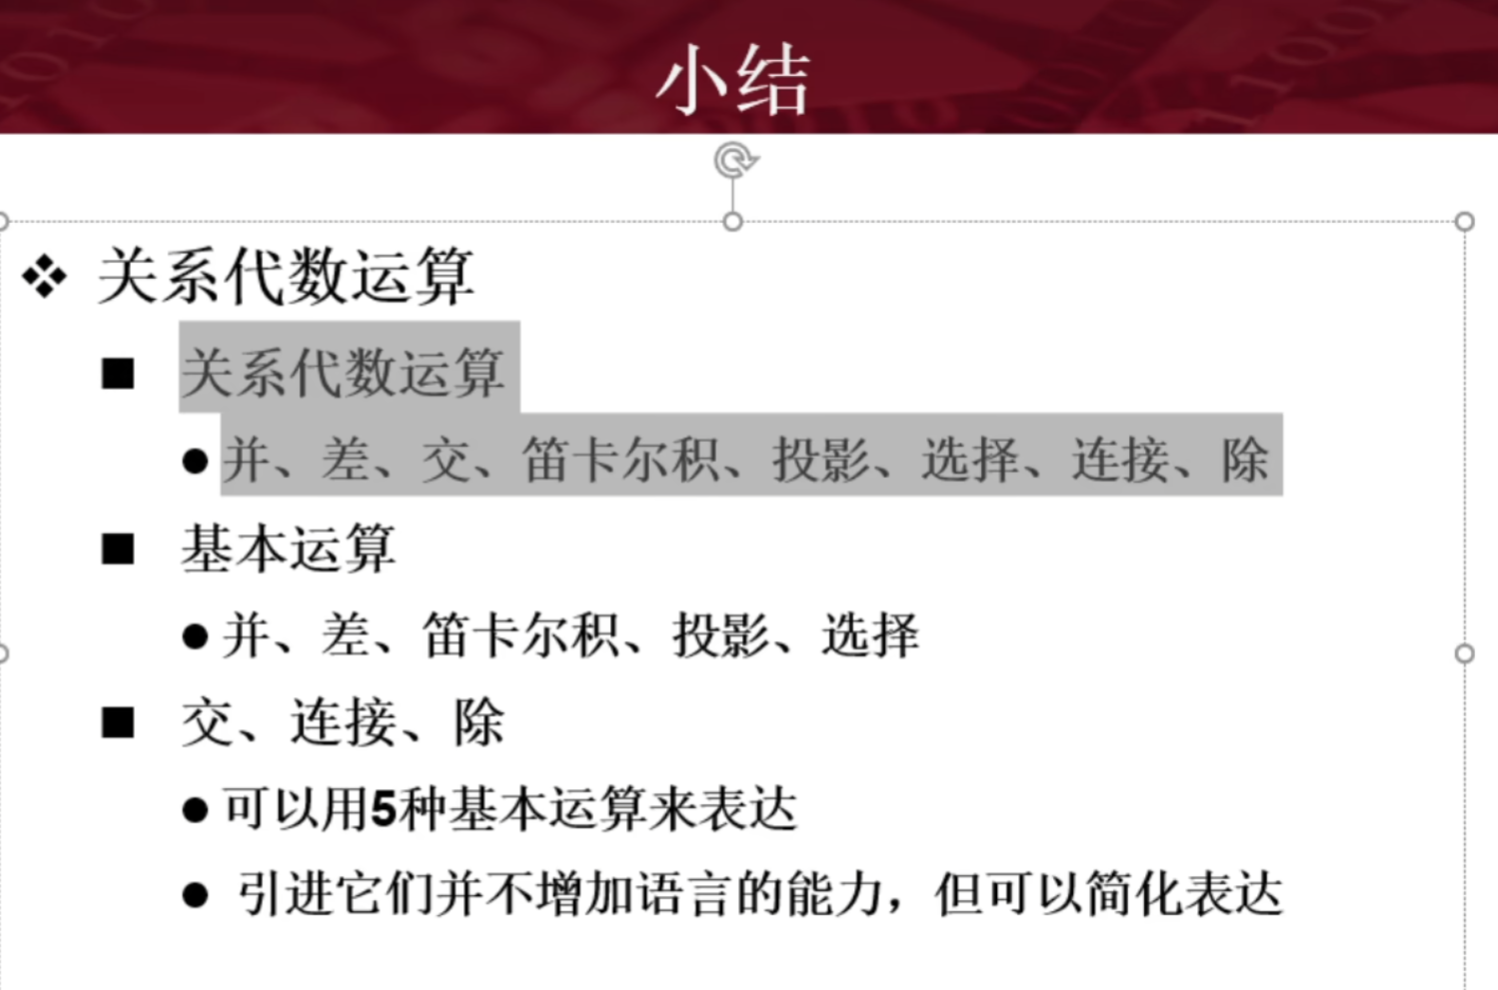 小结
关系代数运算
关系代数运算
并、差、交、笛卡尔积、投影、选择、连接、除
基本运算
并、差、笛卡尔积、投影、选择
交、连接、除
可以用5种基本运算来表达
引进它们并不增加语言的能力，但可以简化表达